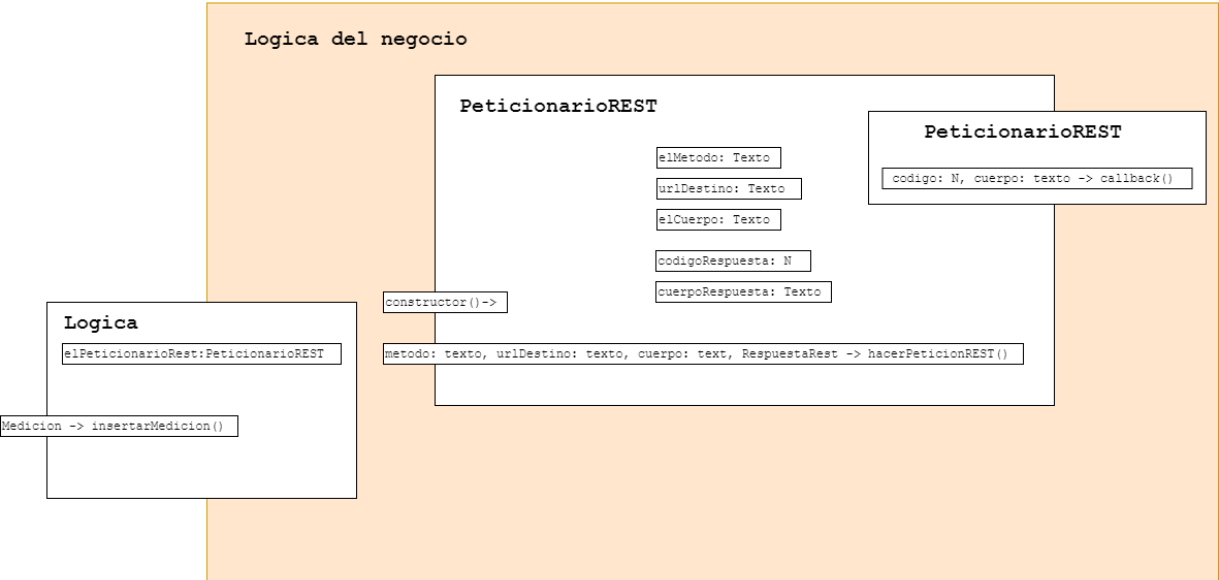 Logica del negocio
PeticionarioREST
elMetodo: Texto
urlDestino: Texto
elCuerpo: Texto
codigoRespuesta: N
cuerpoRespuesta: Texto
constructor()->
metodo: texto, urlDestino: texto, cuerpo: text, RespuestaRest -> hacerPeticionREST()
PeticionarioREST
codigo: N, cuerpo: texto -> callback()
Logica
elPeticionarioRest:PeticionarioREST
Medicion -> insertarMedicion()